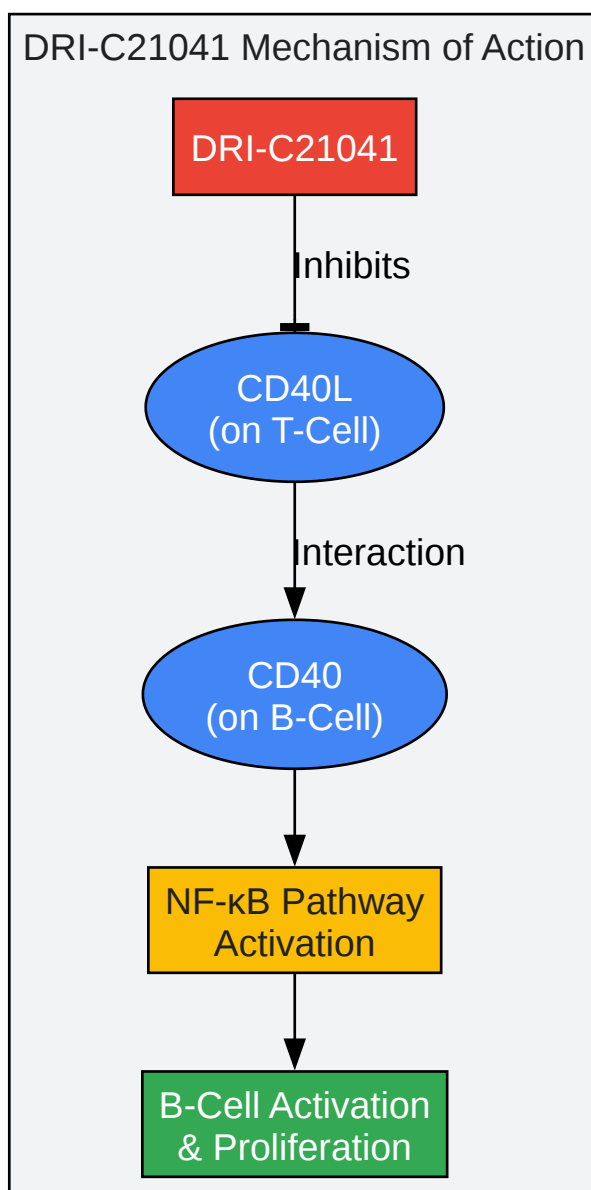 DRI-C21041 Mechanism of Action
DRI-C21041
Inhibits
CD40L
(on T-Cell)
Interaction
CD40
(on B-Cell)
NF-κB Pathway
Activation
B-Cell Activation
& Proliferation